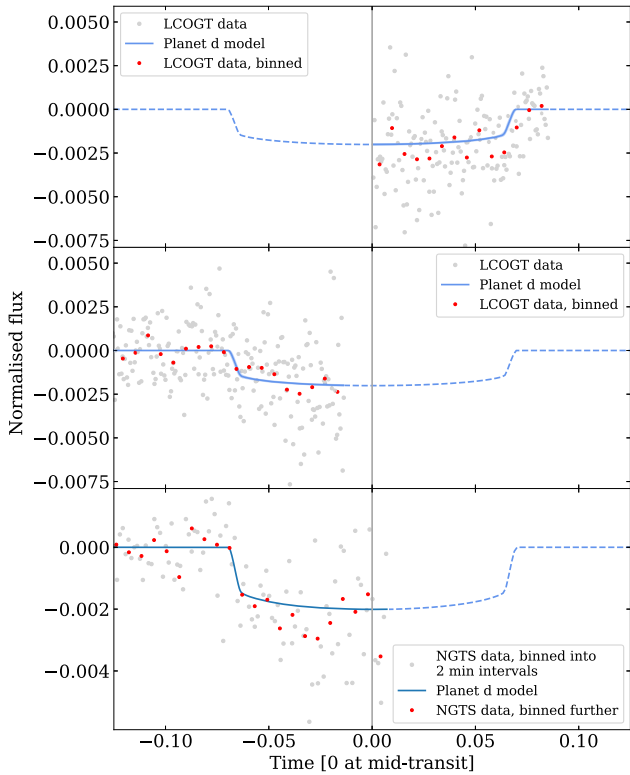 0.0050
0.0025
0.0000
−0.0025
−0.0050
−0.0075
LCOGT data
Planet d model
LCOGT data, binned
0.0050
0.0025
0.0000
−0.0025
−0.0050
−0.0075
LCOGT data
Planet d model
LCOGT data, binned
Normalised flux
0.000
−0.002
−0.004
NGTS data, binned into
2 min intervals
Planet d model
NGTS data, binned further
−0.10 −0.05 0.00 0.05 0.10
Time [0 at mid-transit]